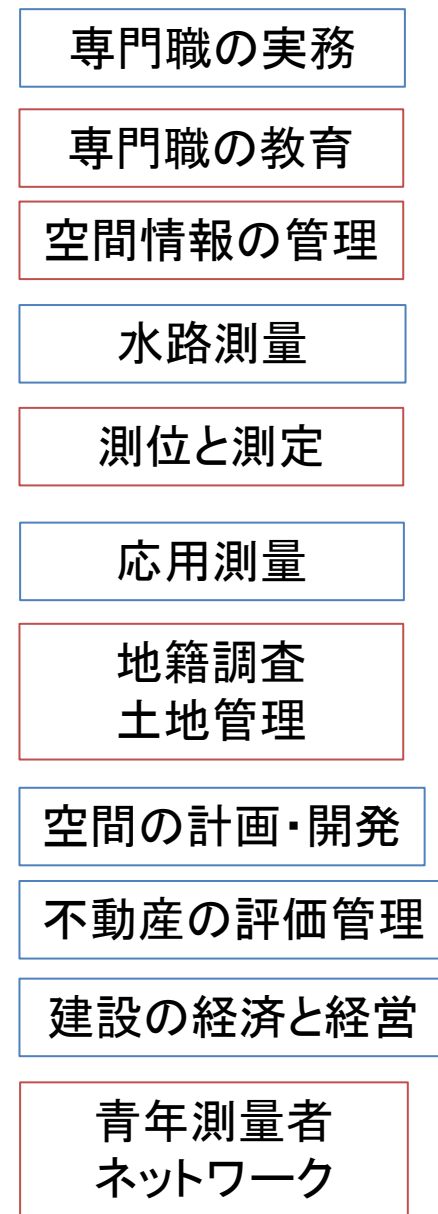 専門職の実務
専門職の教育
空間情報の管理
水路測量
測位と測定
応用測量
地籍調査
土地管理
空間の計画・開発
不動産の評価管理
建設の経済と経営
青年測量者
ネットワーク